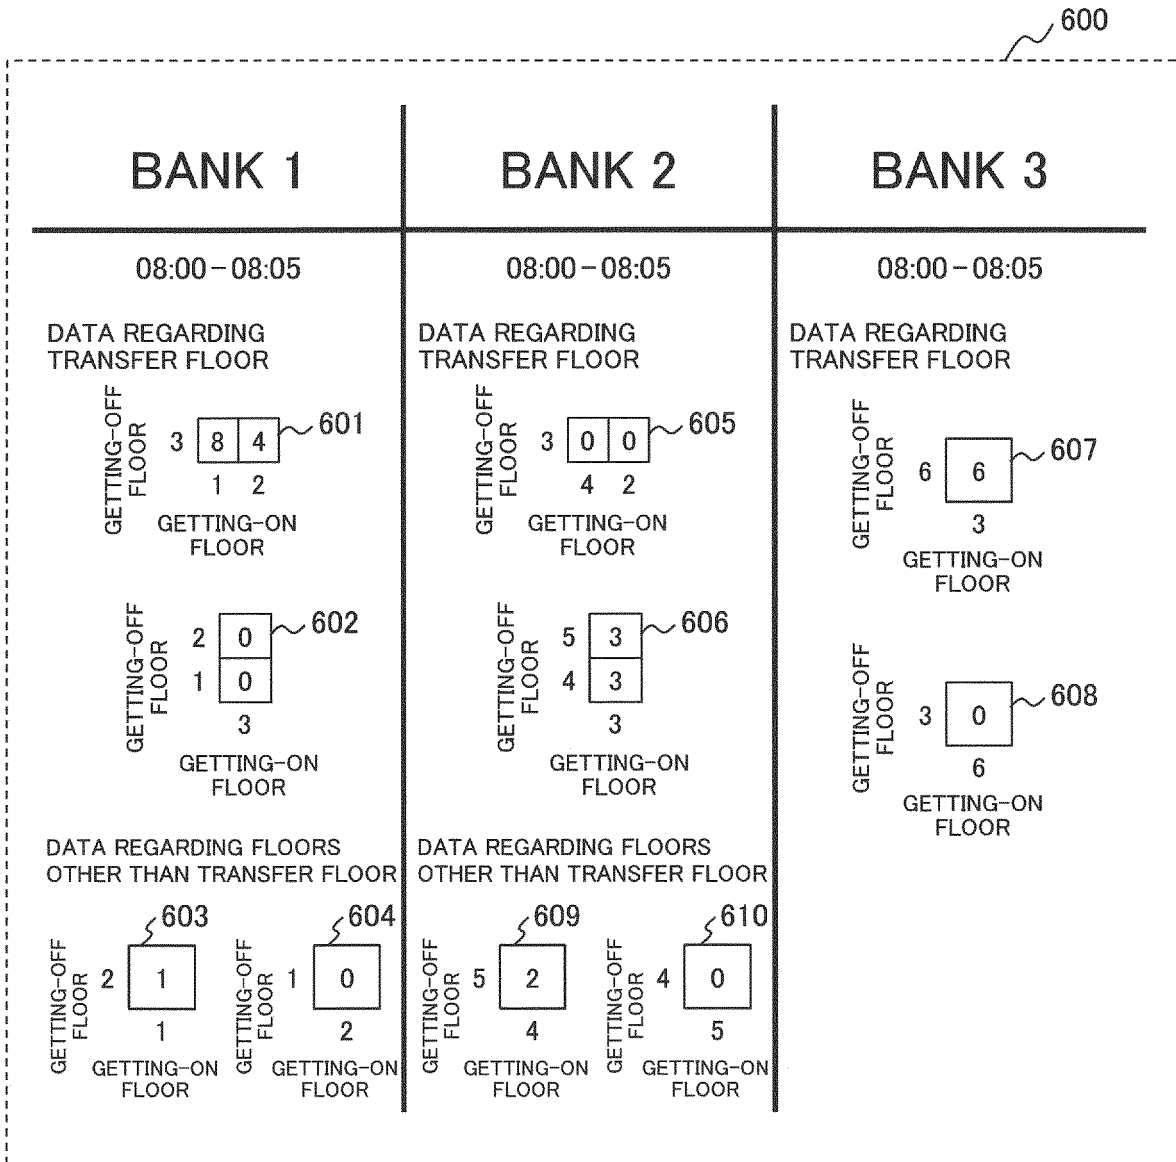 600
BANK 1
08:00-08:05
DATA REGARDING
TRANSFER FLOOR
GETTING-OFF
FLOOR
3 8 4 601
1 2
GETTING-ON
FLOOR
GETTING-OFF
FLOOR
2 0 602
1 0
3
GETTING-ON
FLOOR
DATA REGARDING FLOORS
OTHER THAN TRANSFER FLOOR
603
GETTING-OFF
FLOOR
2 1
1
GETTING-ON
FLOOR
604
GETTING-OFF
FLOOR
1 0
2
GETTING-ON
FLOOR
BANK 2
08:00-08:05
DATA REGARDING
TRANSFER FLOOR
GETTING-OFF
FLOOR
3 0 0 605
4 2
GETTING-ON
FLOOR
GETTING-OFF
FLOOR
5 3 606
4 3
3
GETTING-ON
FLOOR
DATA REGARDING FLOORS
OTHER THAN TRANSFER FLOOR
609
GETTING-OFF
FLOOR
5 2
4
GETTING-ON
FLOOR
610
GETTING-OFF
FLOOR
4 0
5
GETTING-ON
FLOOR
BANK 3
08:00-08:05
DATA REGARDING
TRANSFER FLOOR
GETTING-OFF
FLOOR
6 6 607
3
GETTING-ON
FLOOR
GETTING-OFF
FLOOR
3 0 608
6
GETTING-ON
FLOOR